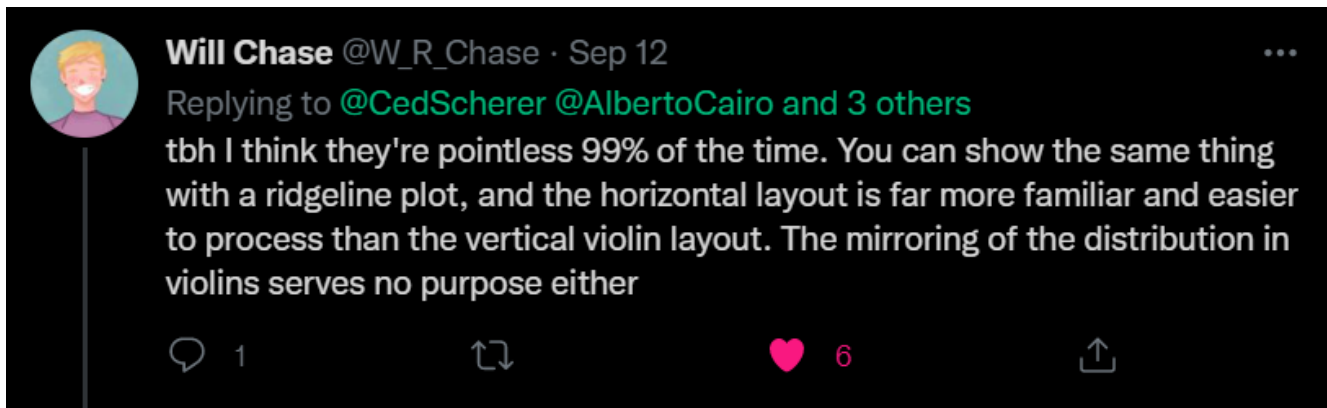 Will Chase @W_R_Chase · Sep 12
Replying to @CedScherer @AlbertoCairo and 3 others
tbh I think they're pointless 99% of the time. You can show the same thing
with a ridgeline plot, and the horizontal layout is far more familiar and easier
to process than the vertical violin layout. The mirroring of the distribution in
violins serves no purpose either
1 6